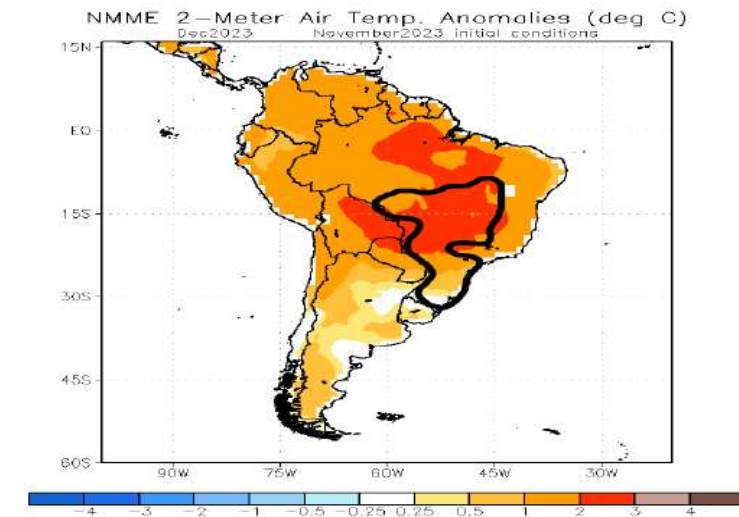 NMME 2-Meter Air Temp. Anomalies (deg C)
Dec2023 November2023 initial conditions
15N
EQ
15S
30S
45S
60S
90W 75W 60W 45W 30W
-4 -3 -2 -1 -0.5 -0.25 0.25 0.5 1 2 3 4